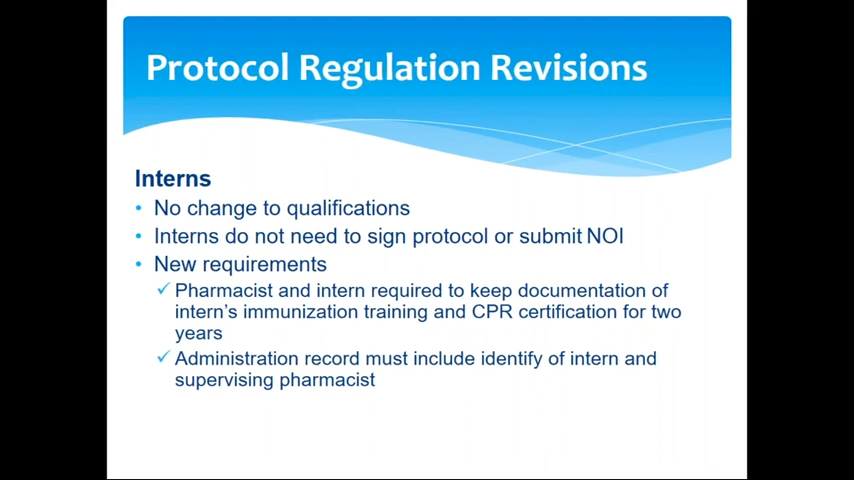 Protocol Regulation Revisions
Interns
• No change to qualifications
• Interns do not need to sign protocol or submit NOI
• New requirements
✓ Pharmacist and intern required to keep documentation of
intern's immunization training and CPR certification for two
years
✓ Administration record must include identify of intern and
supervising pharmacist